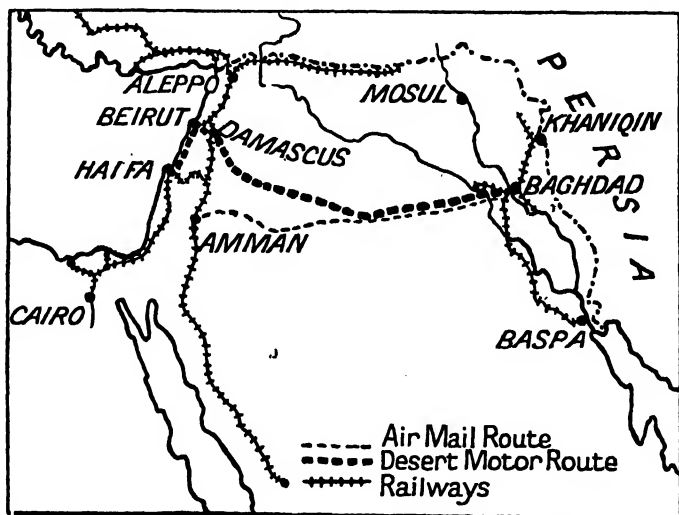 ALEPPO
MOSUL
BEIRUT
KHANIQIN
DAMASCUS
HAIFA
BAGHDAD
AMMAN
CAIRO
BASPA
PERSIA
Air Mail Route
Desert Motor Route
Railways